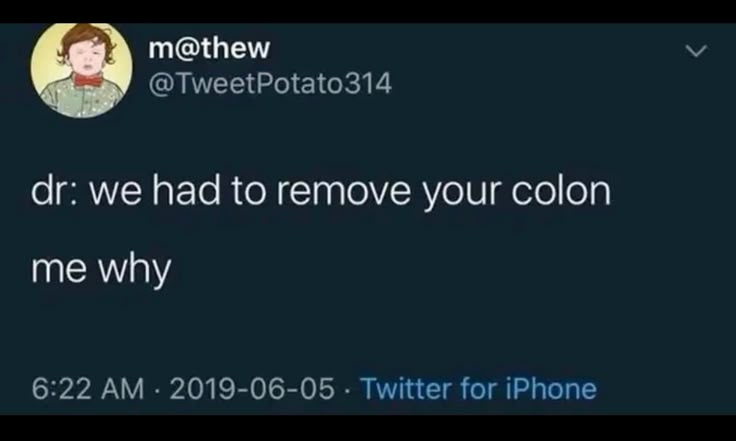 m@thew
@TweetPotato314
dr: we had to remove your colon
me why
6:22 AM · 2019-06-05 · Twitter for iPhone